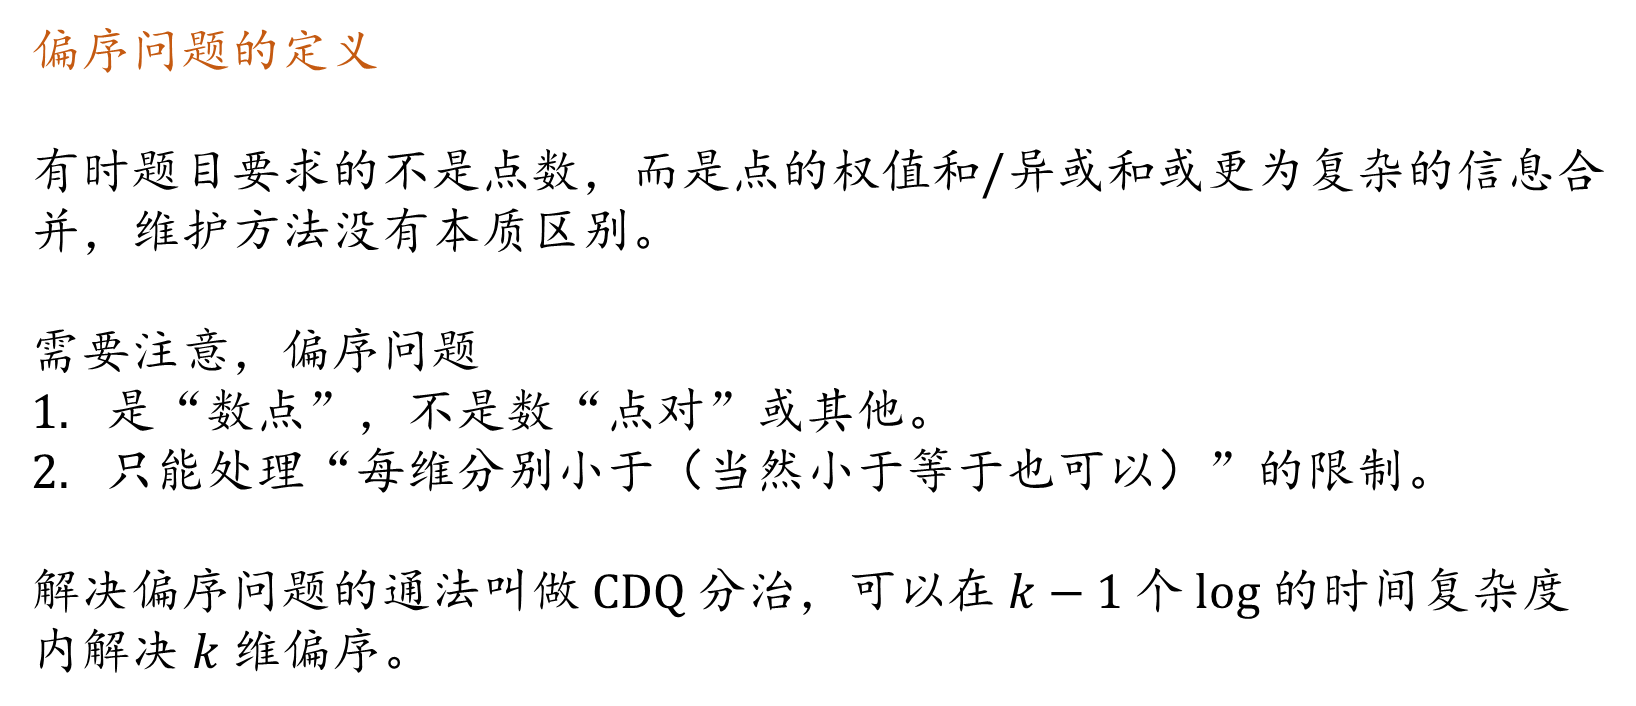 偏序问题的定义
有时题目要求的不是点数，而是点的权值和/异或和或更为复杂的信息合
并，维护方法没有本质区别。
需要注意，偏序问题
1. 是“数点”，不是数“点对”或其他。
2. 只能处理“每维分别小于（当然小于等于也可以）”的限制。
解决偏序问题的通法叫做 CDQ 分治，可以在 k − 1 个 log 的时间复杂度
内解决 k 维偏序。